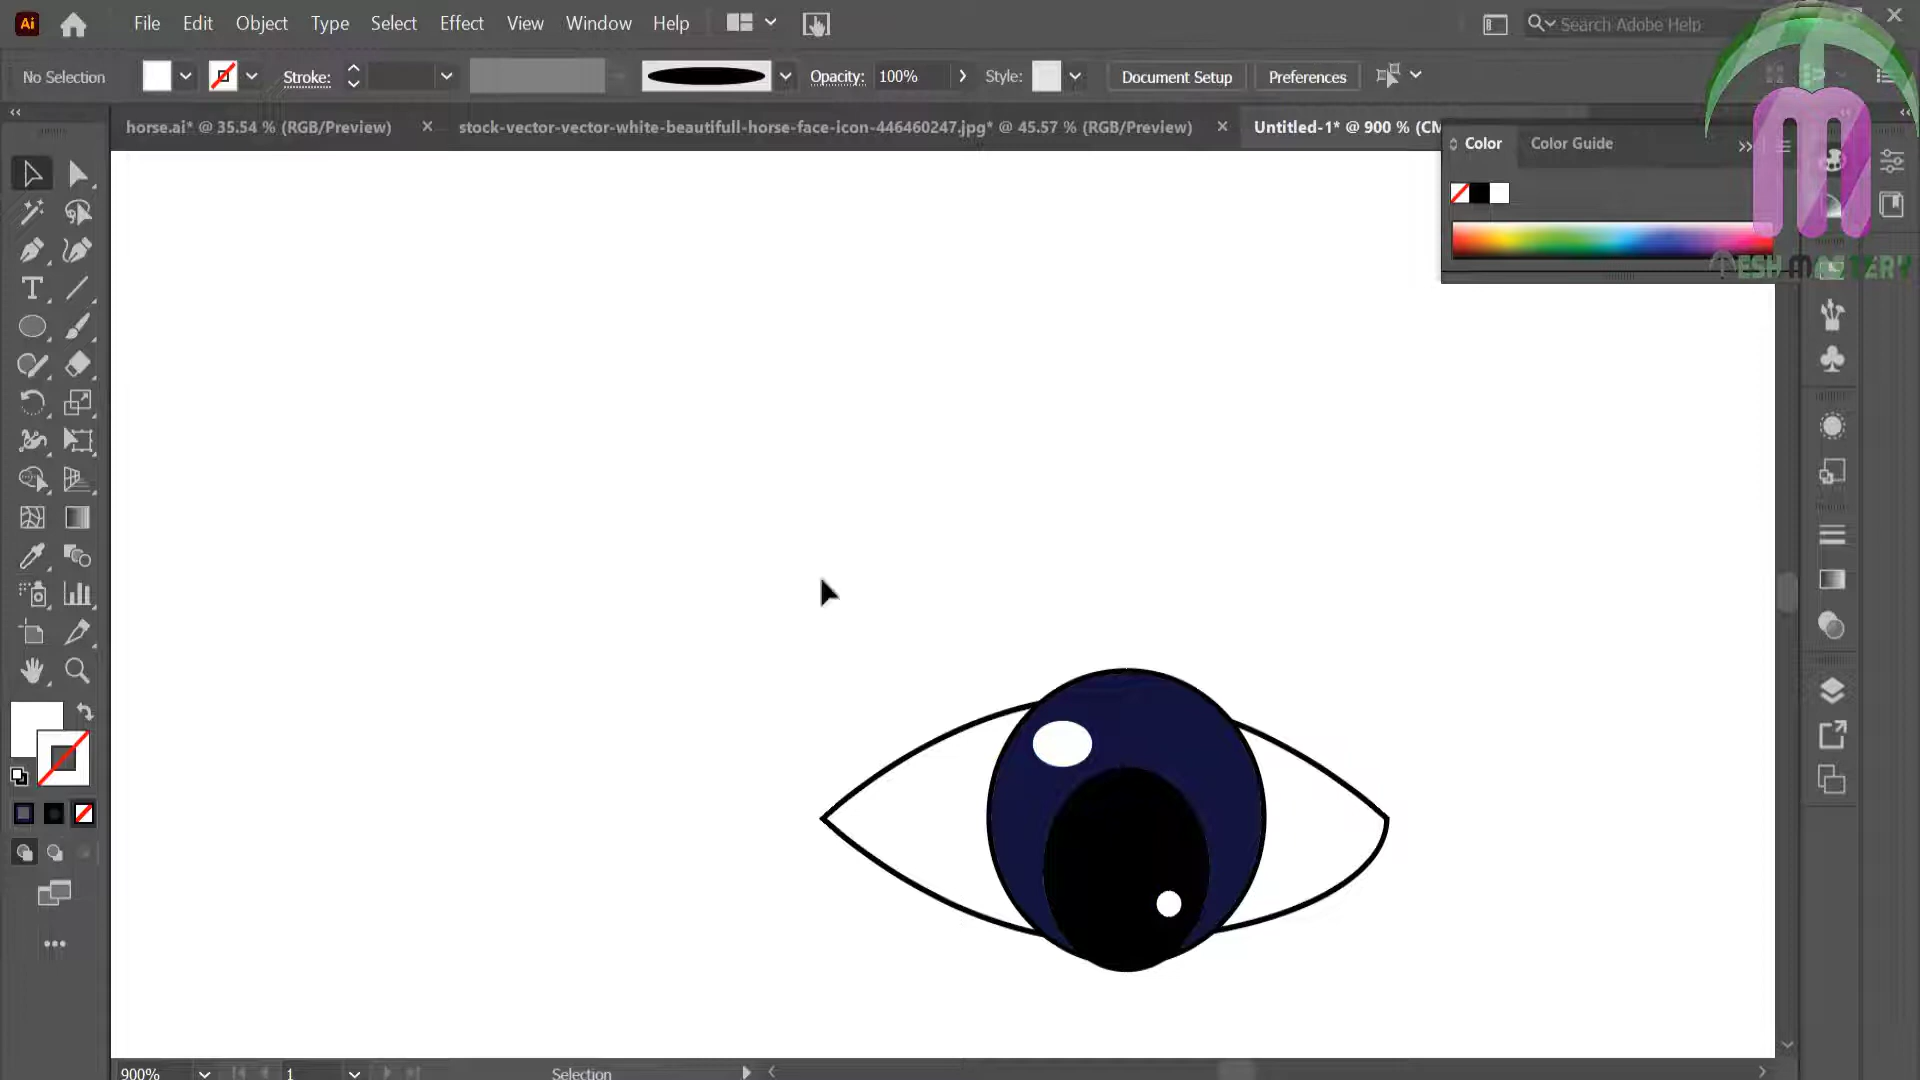 Ai File Edit Object Type Select Effect View Window Help Search Adobe Help
No Selection Stroke: Opacity: 100% Style: Document Setup Preferences
horse.ai* @ 35.54 % (RGB/Preview) × stock-vector-vector-white-beautifull-horse-face-icon-446460247.jpg* @ 45.57 % (RGB/Preview) × Untitled-1* @ 900 % (CM
Color Color Guide
MESH MASTERY
900% 1 Selection